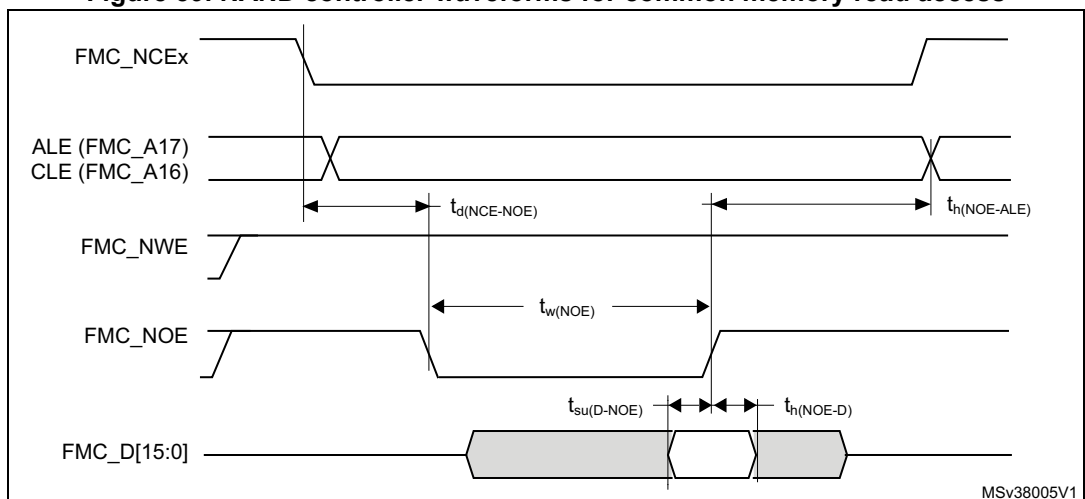 Figure 50. NAND controller waveforms for common memory read access
FMC_NCEx
ALE (FMC_A17)
CLE (FMC_A16)
td(NCE-NOE)
th(NOE-ALE)
FMC_NWE
tw(NOE)
FMC_NOE
tsu(D-NOE)
th(NOE-D)
FMC_D[15:0]
MSv38005V1